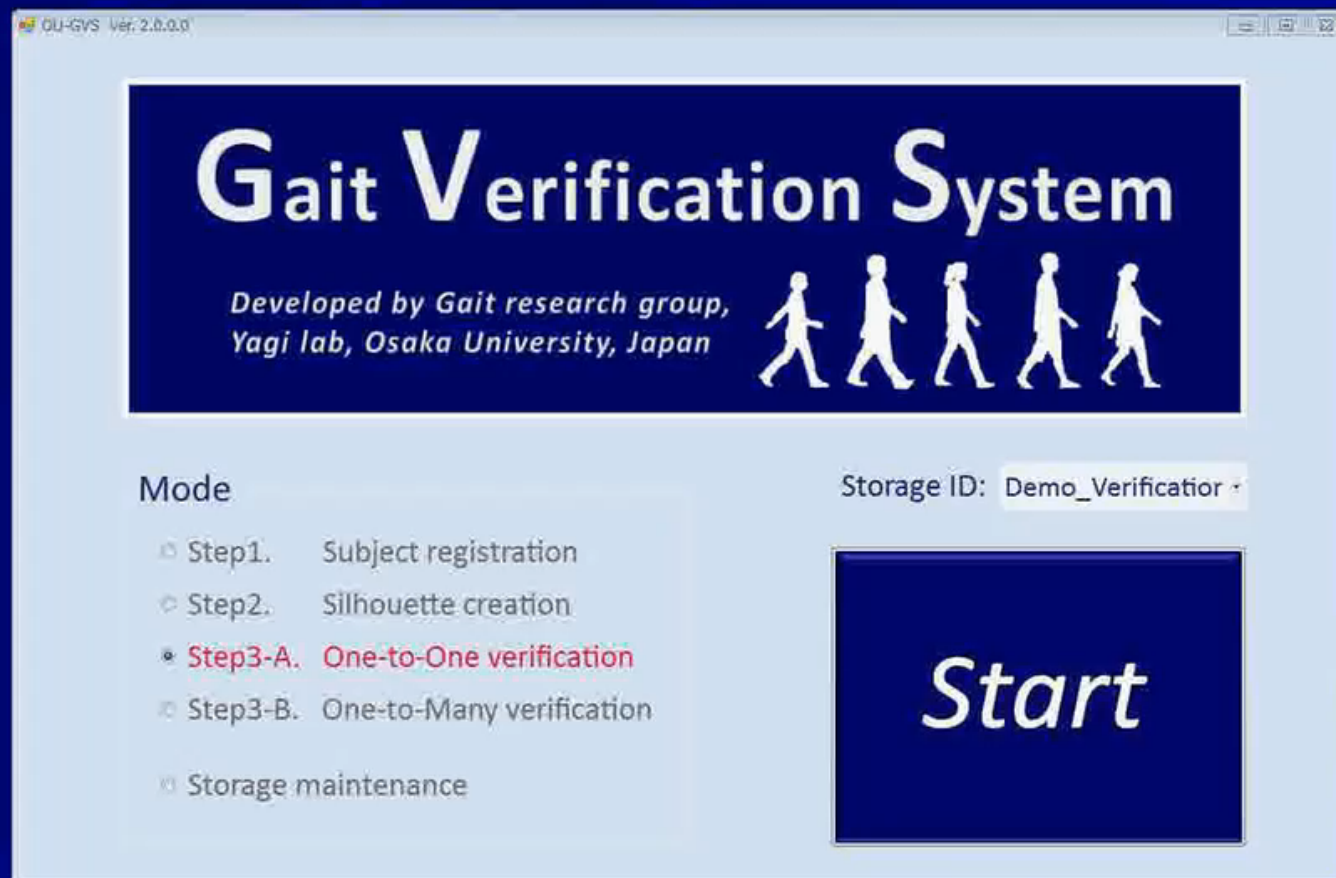 OU-GVS Ver. 2.0.0.0
Gait Verification System
Developed by Gait research group,
Yagi lab, Osaka University, Japan
Mode
Storage ID: Demo_Verification
Step1. Subject registration
Step2. Silhouette creation
Step3-A. One-to-One verification
Step3-B. One-to-Many verification
Storage maintenance
Start